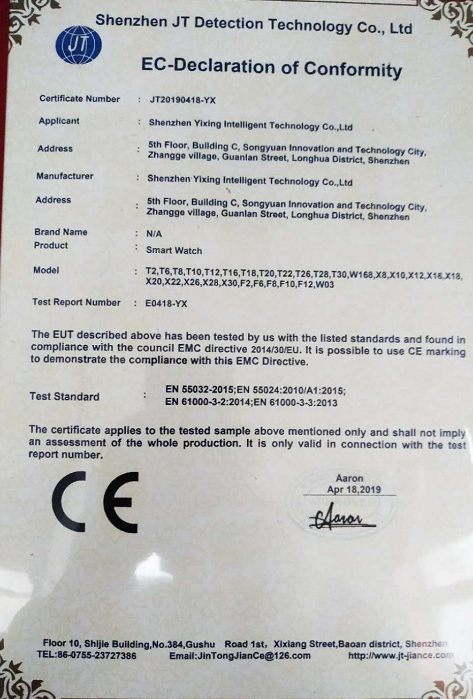 JT
Shenzhen JT Detection Technology Co., Ltd
EC-Declaration of Conformity
Certificate Number : JT20190418-YX
Applicant : Shenzhen Yixing Intelligent Technology Co.,Ltd
Address : 5th Floor, Building C, Songyuan Innovation and Technology City,
Zhangge village, Guanlan Street, Longhua District, Shenzhen
Manufacturer : Shenzhen Yixing Intelligent Technology Co.,Ltd
Address : 5th Floor, Building C, Songyuan Innovation and Technology City,
Zhangge village, Guanlan Street, Longhua District, Shenzhen
Brand Name : N/A
Product : Smart Watch
Model : T2,T6,T8,T10,T12,T16,T18,T20,T22,T26,T28,T30,W168,X8,X10,X12,X16,X18,
X20,X22,X26,X28,X30,F2,F6,F8,F10,F12,W03
Test Report Number : E0418-YX
The EUT described above has been tested by us with the listed standards and found in
compliance with the council EMC directive 2014/30/EU. It is possible to use CE marking
to demonstrate the compliance with this EMC Directive.
Test Standard : EN 55032-2015;EN 55024:2010/A1:2015;
EN 61000-3-2:2014;EN 61000-3-3:2013
The certificate applies to the tested sample above mentioned only and shall not imply
an assessment of the whole production. It is only valid in connection with the test
report number.
CE
Aaron
Apr 18,2019
Aaron
Floor 10, Shijie Building,No.384,Gushu Road 1st, Xixiang Street,Baoan district, Shenzhen
TEL:86-0755-23727386 Email:JinTongJianCe@126.com http://www.jt-jiance.com